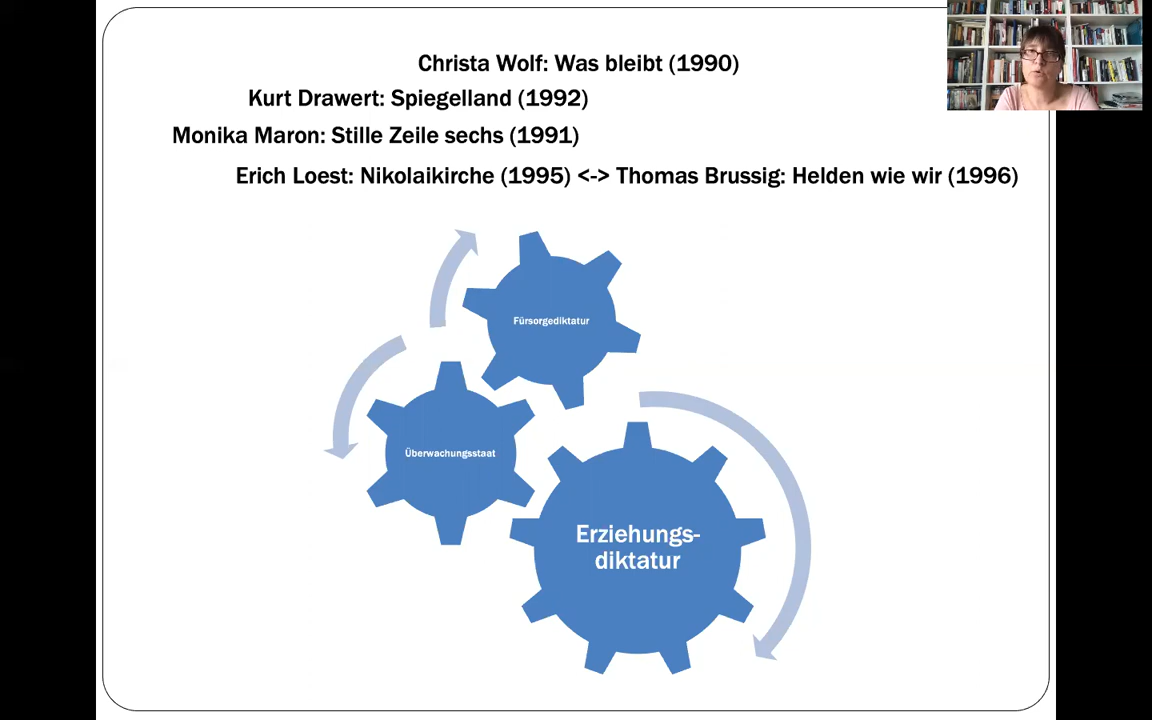 Christa Wolf: Was bleibt (1990)
Kurt Drawert: Spiegelland (1992)
Monika Maron: Stille Zeile sechs (1991)
Erich Loest: Nikolaikirche (1995) <-> Thomas Brussig: Helden wie wir (1996)
Fürsorgediktatur
Überwachungsstaat
Erziehungs-
diktatur